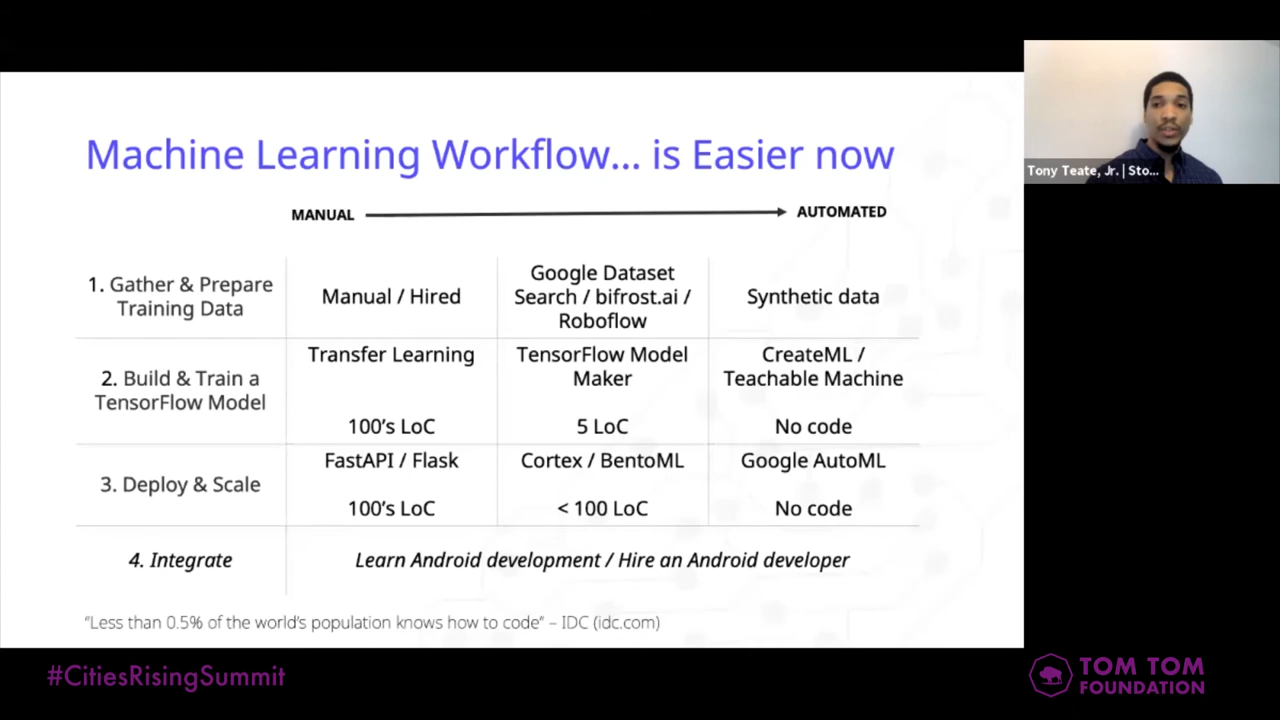 Machine Learning Workflow... is Easier now
MANUAL
AUTOMATED
1. Gather & Prepare
Training Data
Manual / Hired
Google Dataset
Search / bifrost.ai /
Roboflow
Synthetic data
2. Build & Train a
TensorFlow Model
Transfer Learning
100's LoC
TensorFlow Model
Maker
5 LoC
CreateML /
Teachable Machine
No code
3. Deploy & Scale
FastAPI / Flask
100's LoC
Cortex / BentoML
< 100 LoC
Google AutoML
No code
4. Integrate
Learn Android development / Hire an Android developer
"Less than 0.5% of the world's population knows how to code" – IDC (idc.com)
Tony Teate, Jr. | Sto...
#CitiesRisingSummit
TOM TOM
FOUNDATION